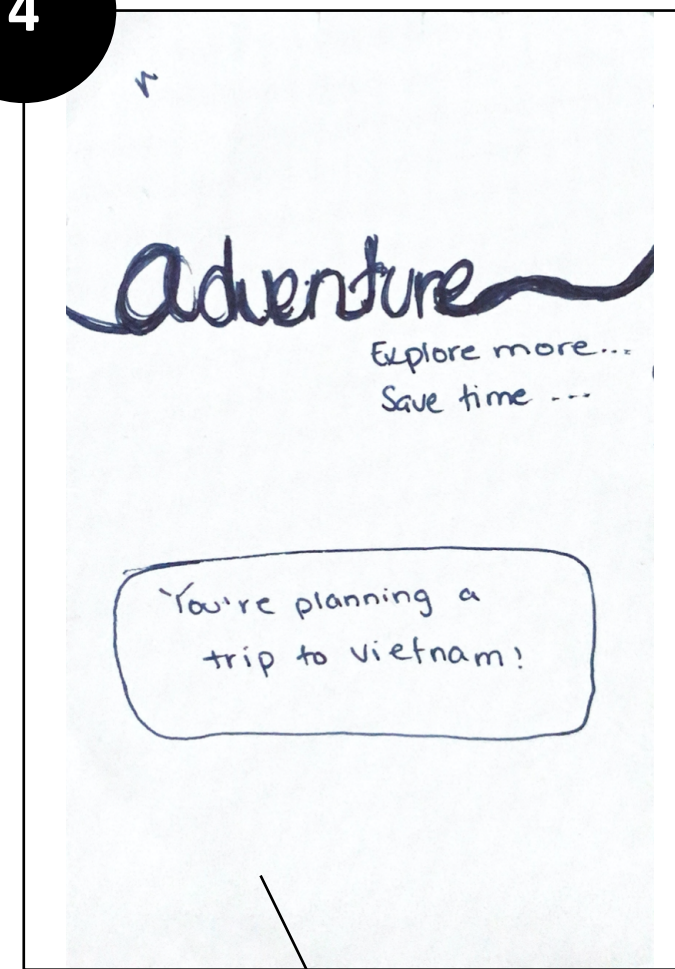 4
adventure
Explore more...
Save time ---
You're planning a
trip to vietnam!